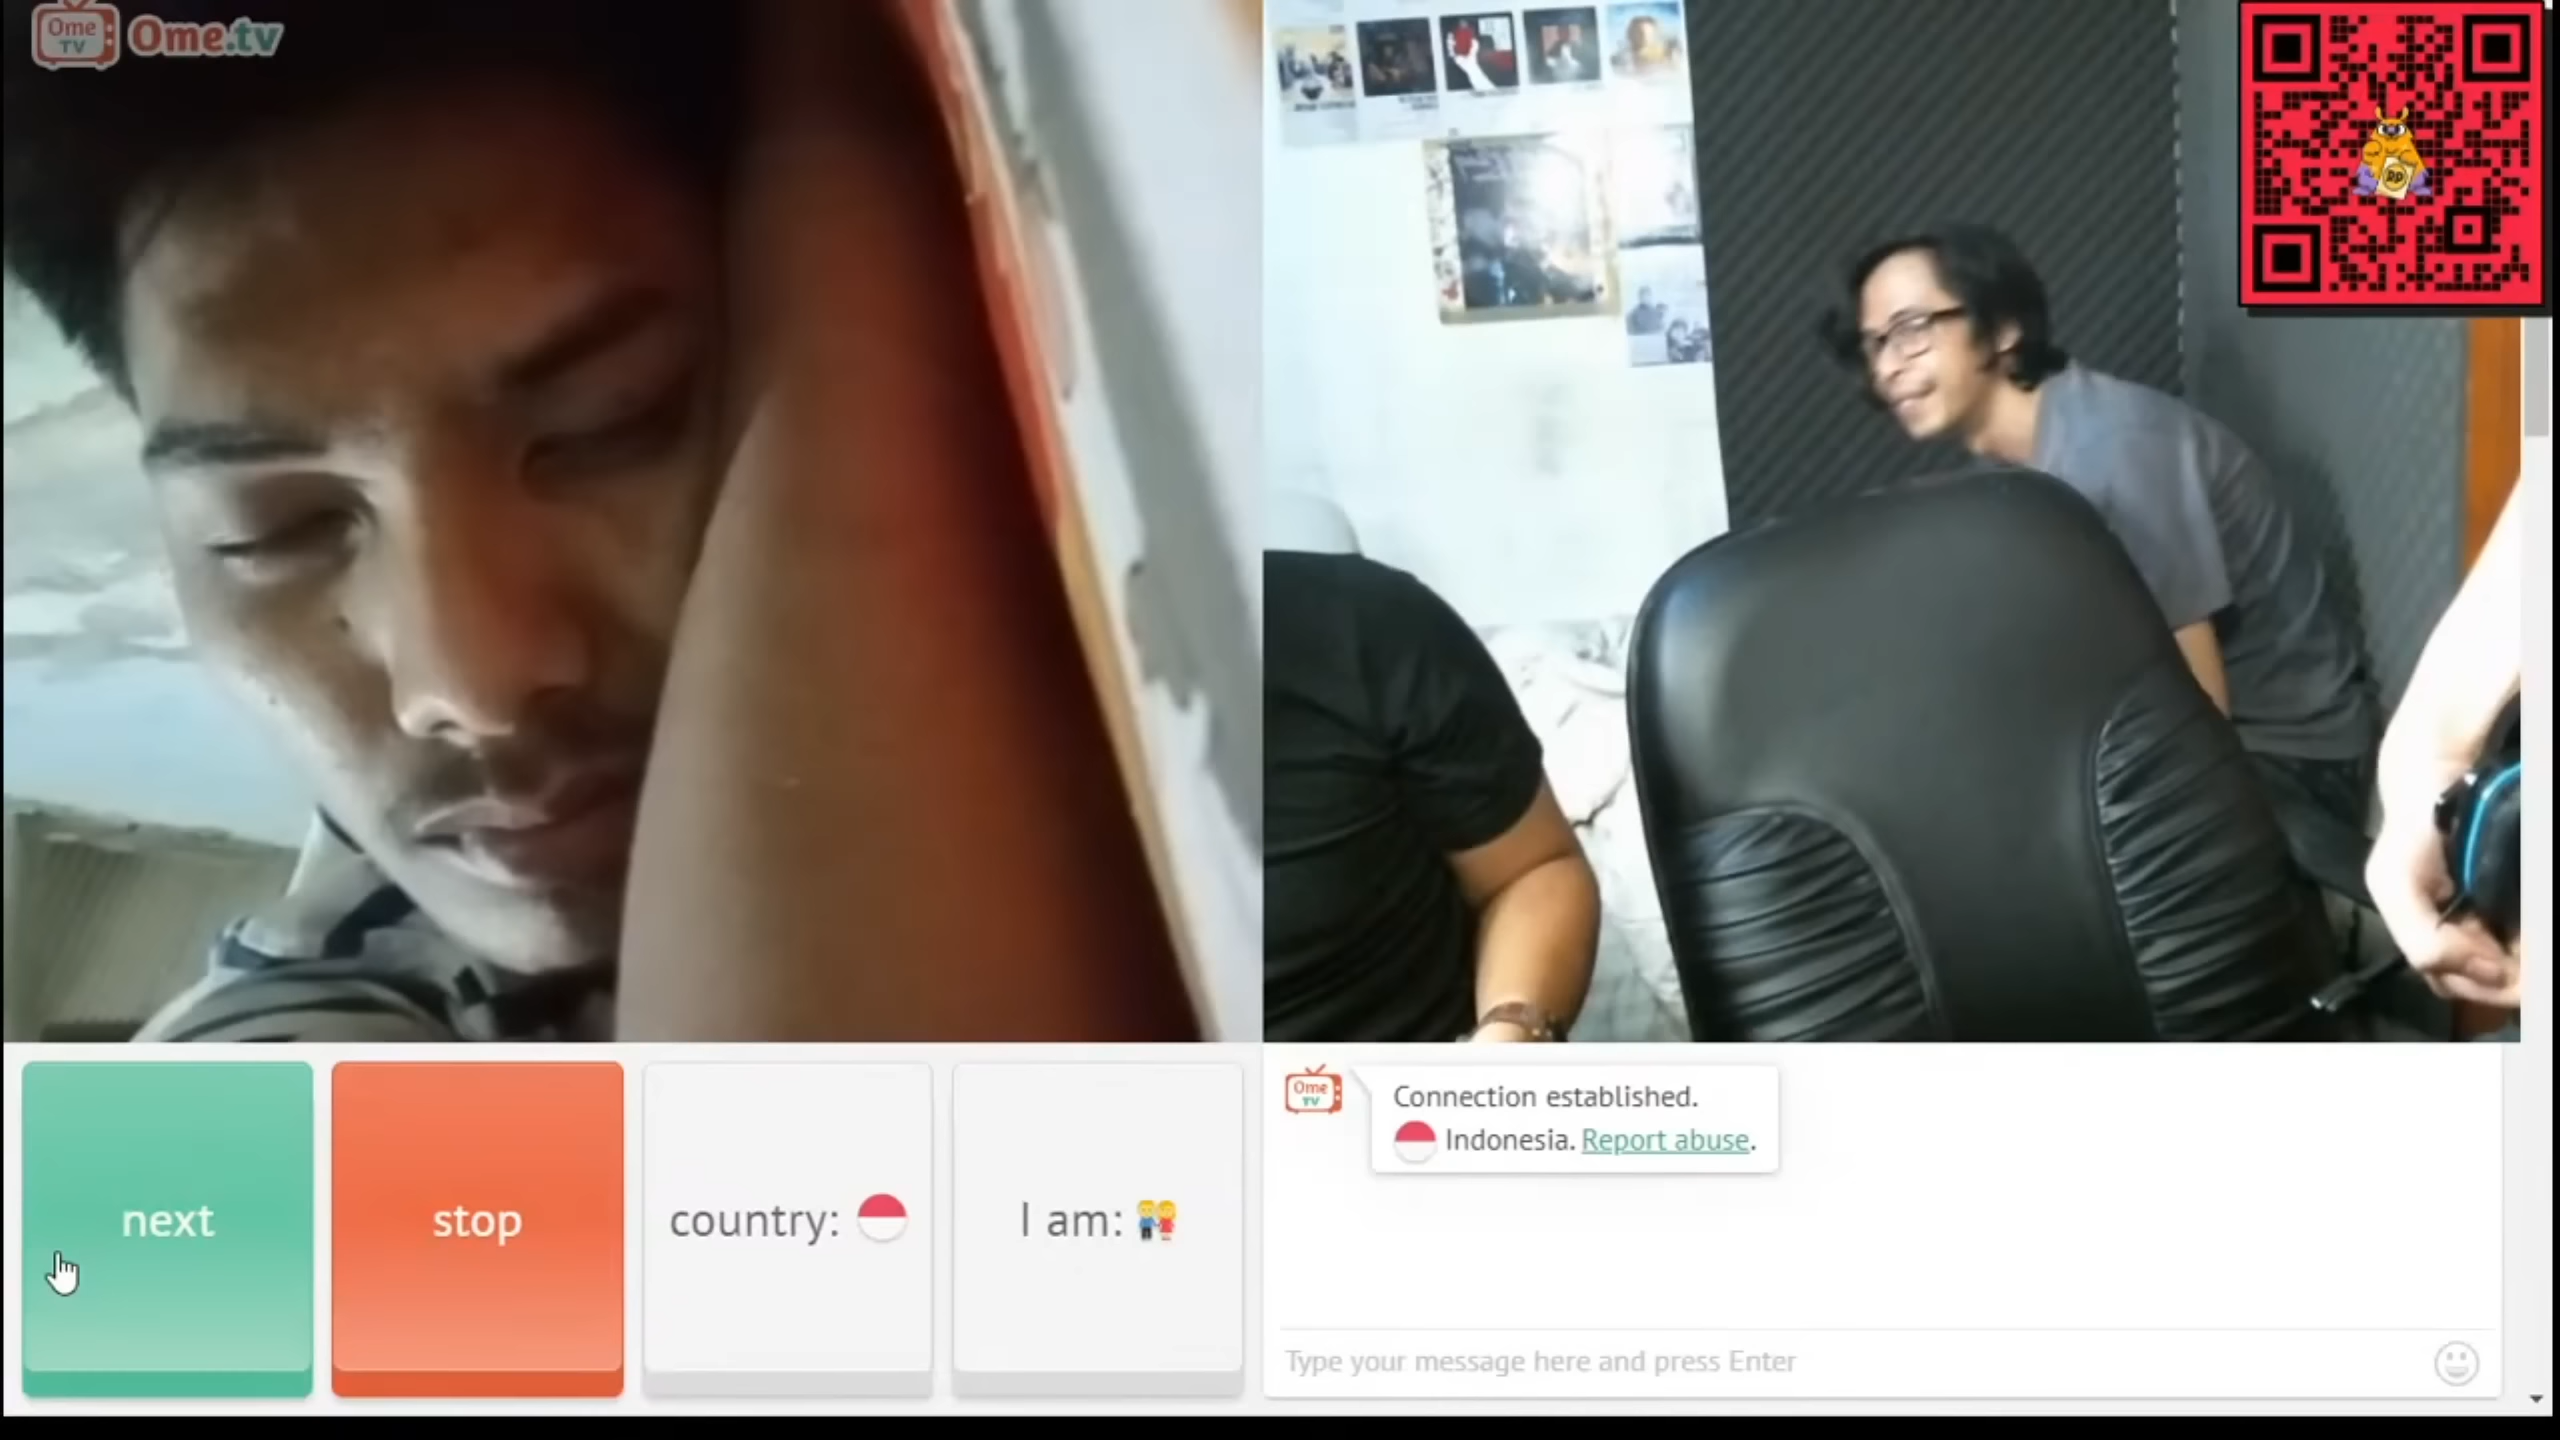 Ome
TV
Ome.tv
RP
next
stop
country:
I am:
Ome
TV
Connection established.
Indonesia. Report abuse.
Type your message here and press Enter